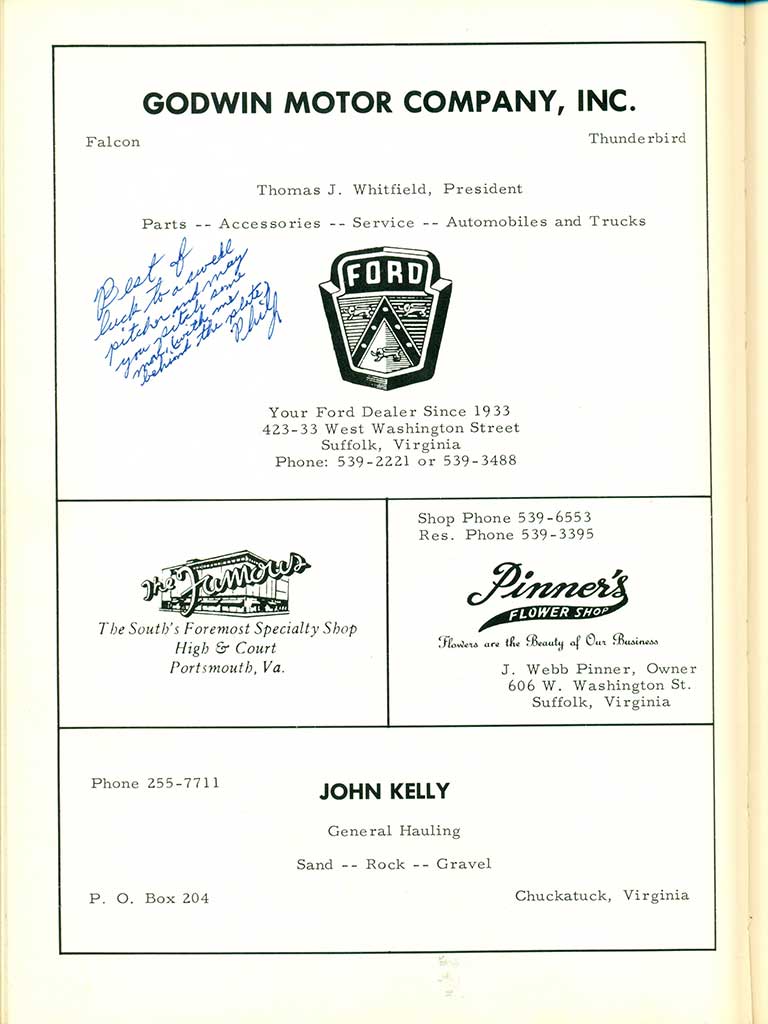 GODWIN MOTOR COMPANY, INC.
Falcon
Thunderbird
Thomas J. Whitfield, President
Parts -- Accessories -- Service -- Automobiles and Trucks
Best of
luck to a swell
pitcher and may
you pitch some
more (with me
behind the plate)
Phil
FORD
Your Ford Dealer Since 1933
423-33 West Washington Street
Suffolk, Virginia
Phone: 539-2221 or 539-3488
The Famous
The South's Foremost Specialty Shop
High & Court
Portsmouth, Va.
Shop Phone 539-6553
Res. Phone 539-3395
Pinner's
FLOWER SHOP
Flowers are the Beauty of Our Business
J. Webb Pinner, Owner
606 W. Washington St.
Suffolk, Virginia
Phone 255-7711
JOHN KELLY
General Hauling
Sand -- Rock -- Gravel
P. O. Box 204
Chuckatuck, Virginia